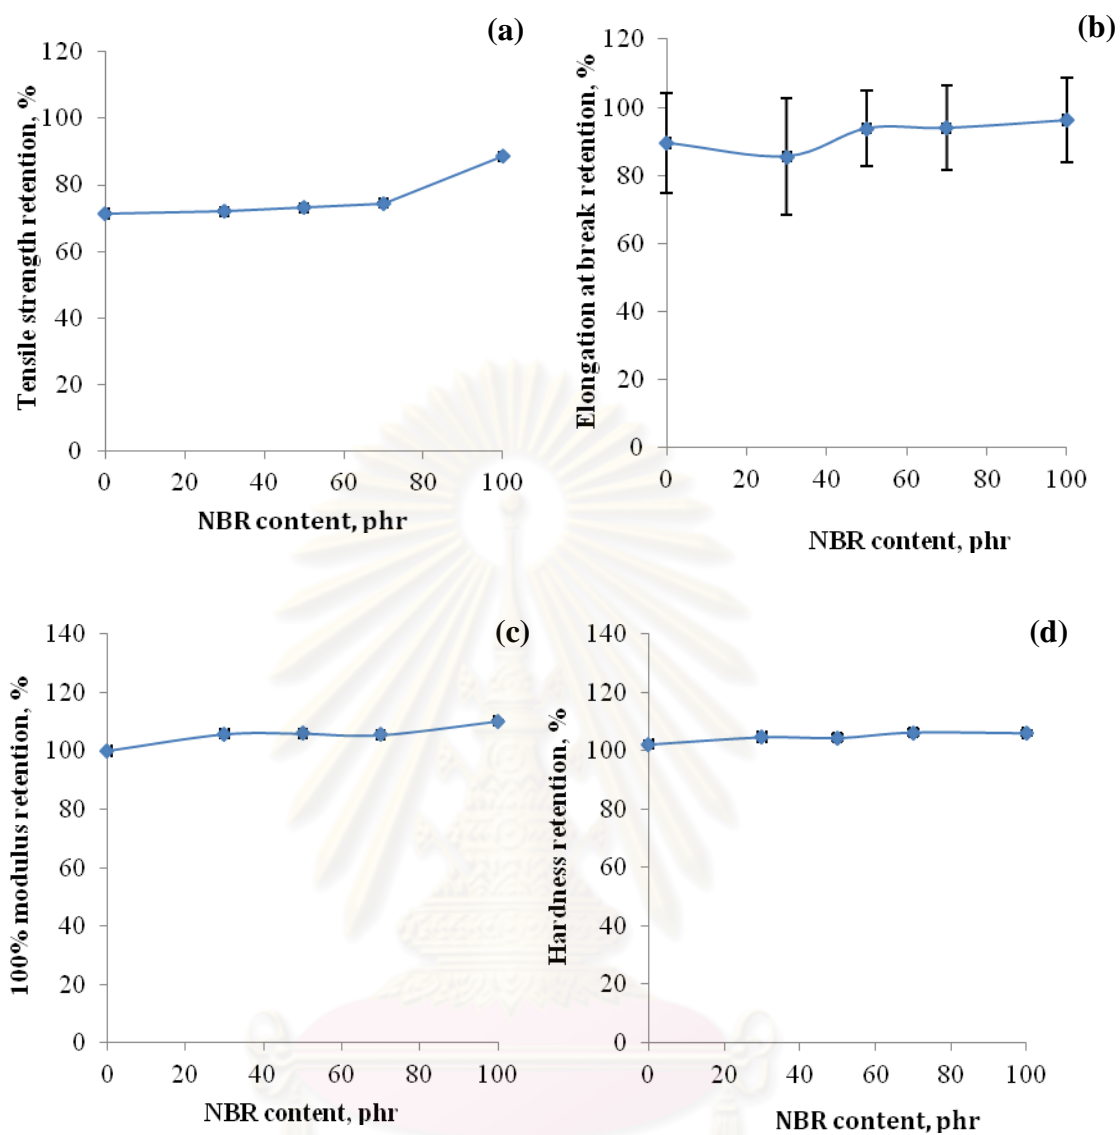 (a)
120
100
80
60
40
20
0
Tensile strength retention, %
0 20 40 60 80 100
NBR content, phr
(b)
120
100
80
60
40
20
0
Elongation at break retention, %
0 20 40 60 80 100
NBR content, phr
(c)
140
120
100
80
60
40
20
0
100% modulus retention, %
0 20 40 60 80 100
NBR content, phr
(d)
140
120
100
80
60
40
20
0
Hardness retention, %
0 20 40 60 80 100
NBR content, phr